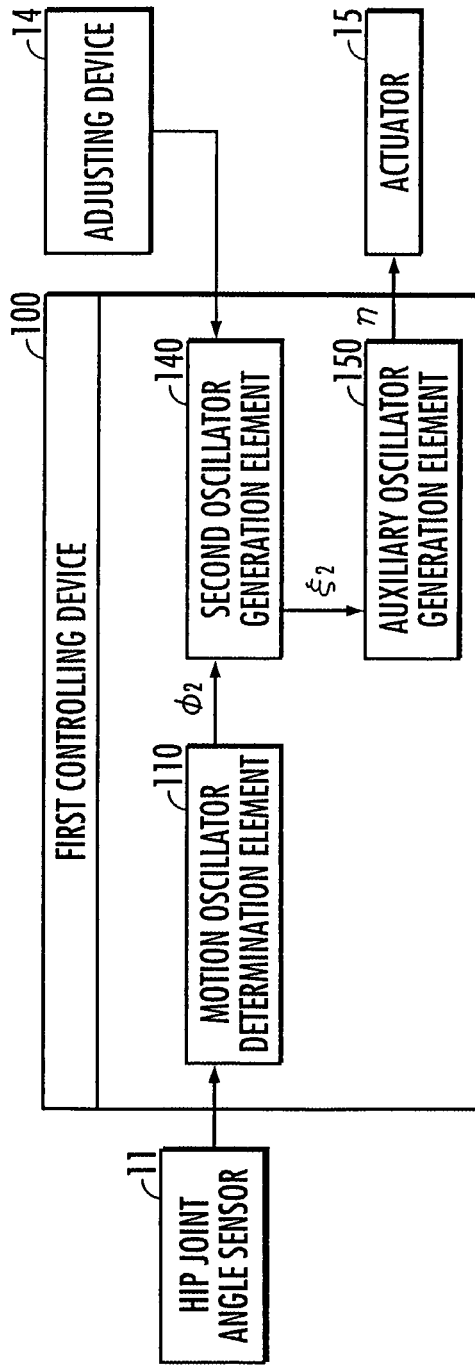 100
FIRST CONTROLLING DEVICE
11
HIP JOINT
ANGLE SENSOR
110
MOTION OSCILLATOR
DETERMINATION ELEMENT
ϕ2
140
SECOND OSCILLATOR
GENERATION ELEMENT
14
ADJUSTING DEVICE
ξ2
150
AUXILIARY OSCILLATOR
GENERATION ELEMENT
η
15
ACTUATOR